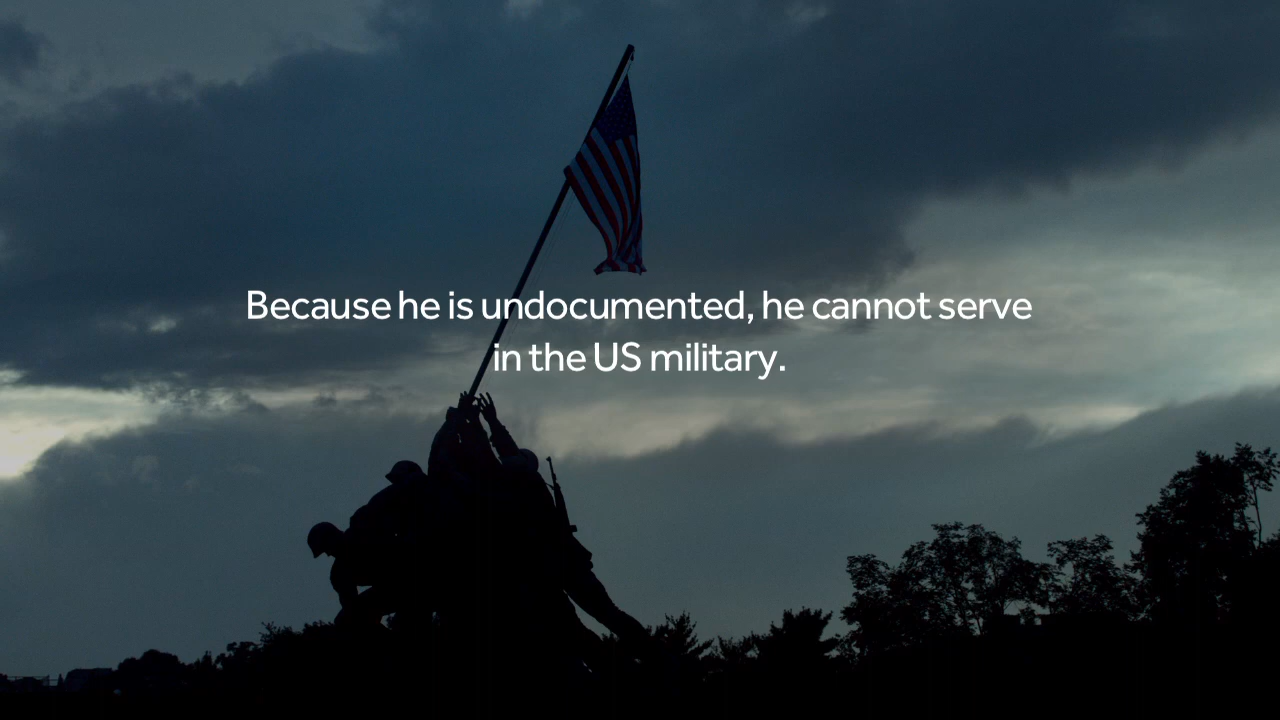 Because he is undocumented, he cannot serve
in the US military.